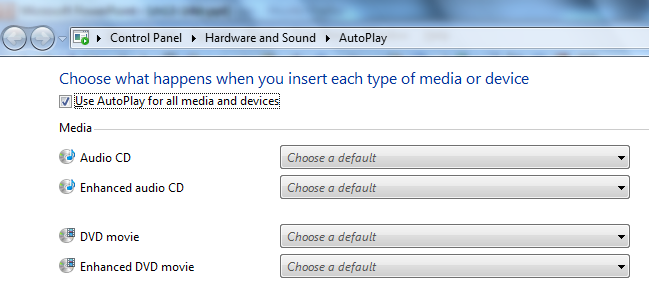 Control Panel Hardware and Sound AutoPlay
Choose what happens when you insert each type of media or device
Use AutoPlay for all media and devices
Media
Audio CD Choose a default
Enhanced audio CD Choose a default
DVD movie Choose a default
Enhanced DVD movie Choose a default